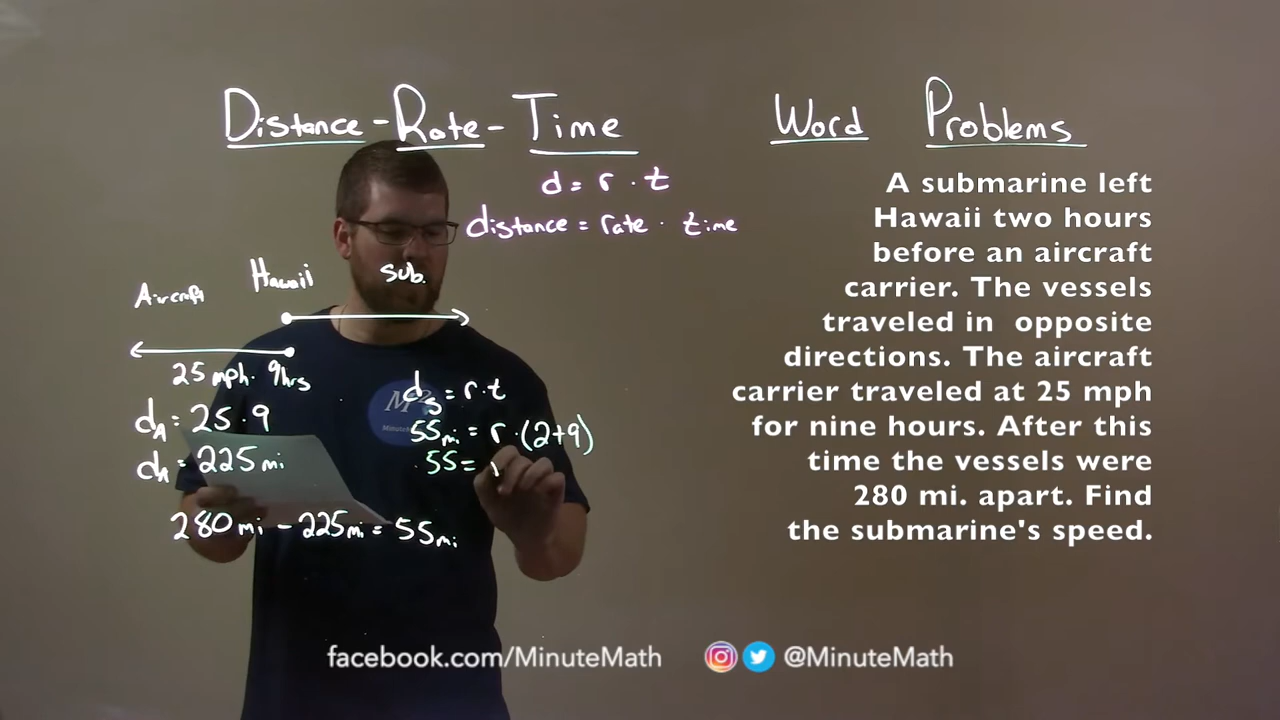 Distance - Rate - Time Word Problems
d = r · t
distance = rate · time
Aircraft Hawaii sub.
25 mph · 9hrs
d_A = 25 · 9
d_A = 225 mi
280 mi - 225 mi = 55 mi
d_s = r · t
55 mi = r · (2+9)
55 =
A submarine left
Hawaii two hours
before an aircraft
carrier. The vessels
traveled in opposite
directions. The aircraft
carrier traveled at 25 mph
for nine hours. After this
time the vessels were
280 mi. apart. Find
the submarine's speed.
facebook.com/MinuteMath @MinuteMath